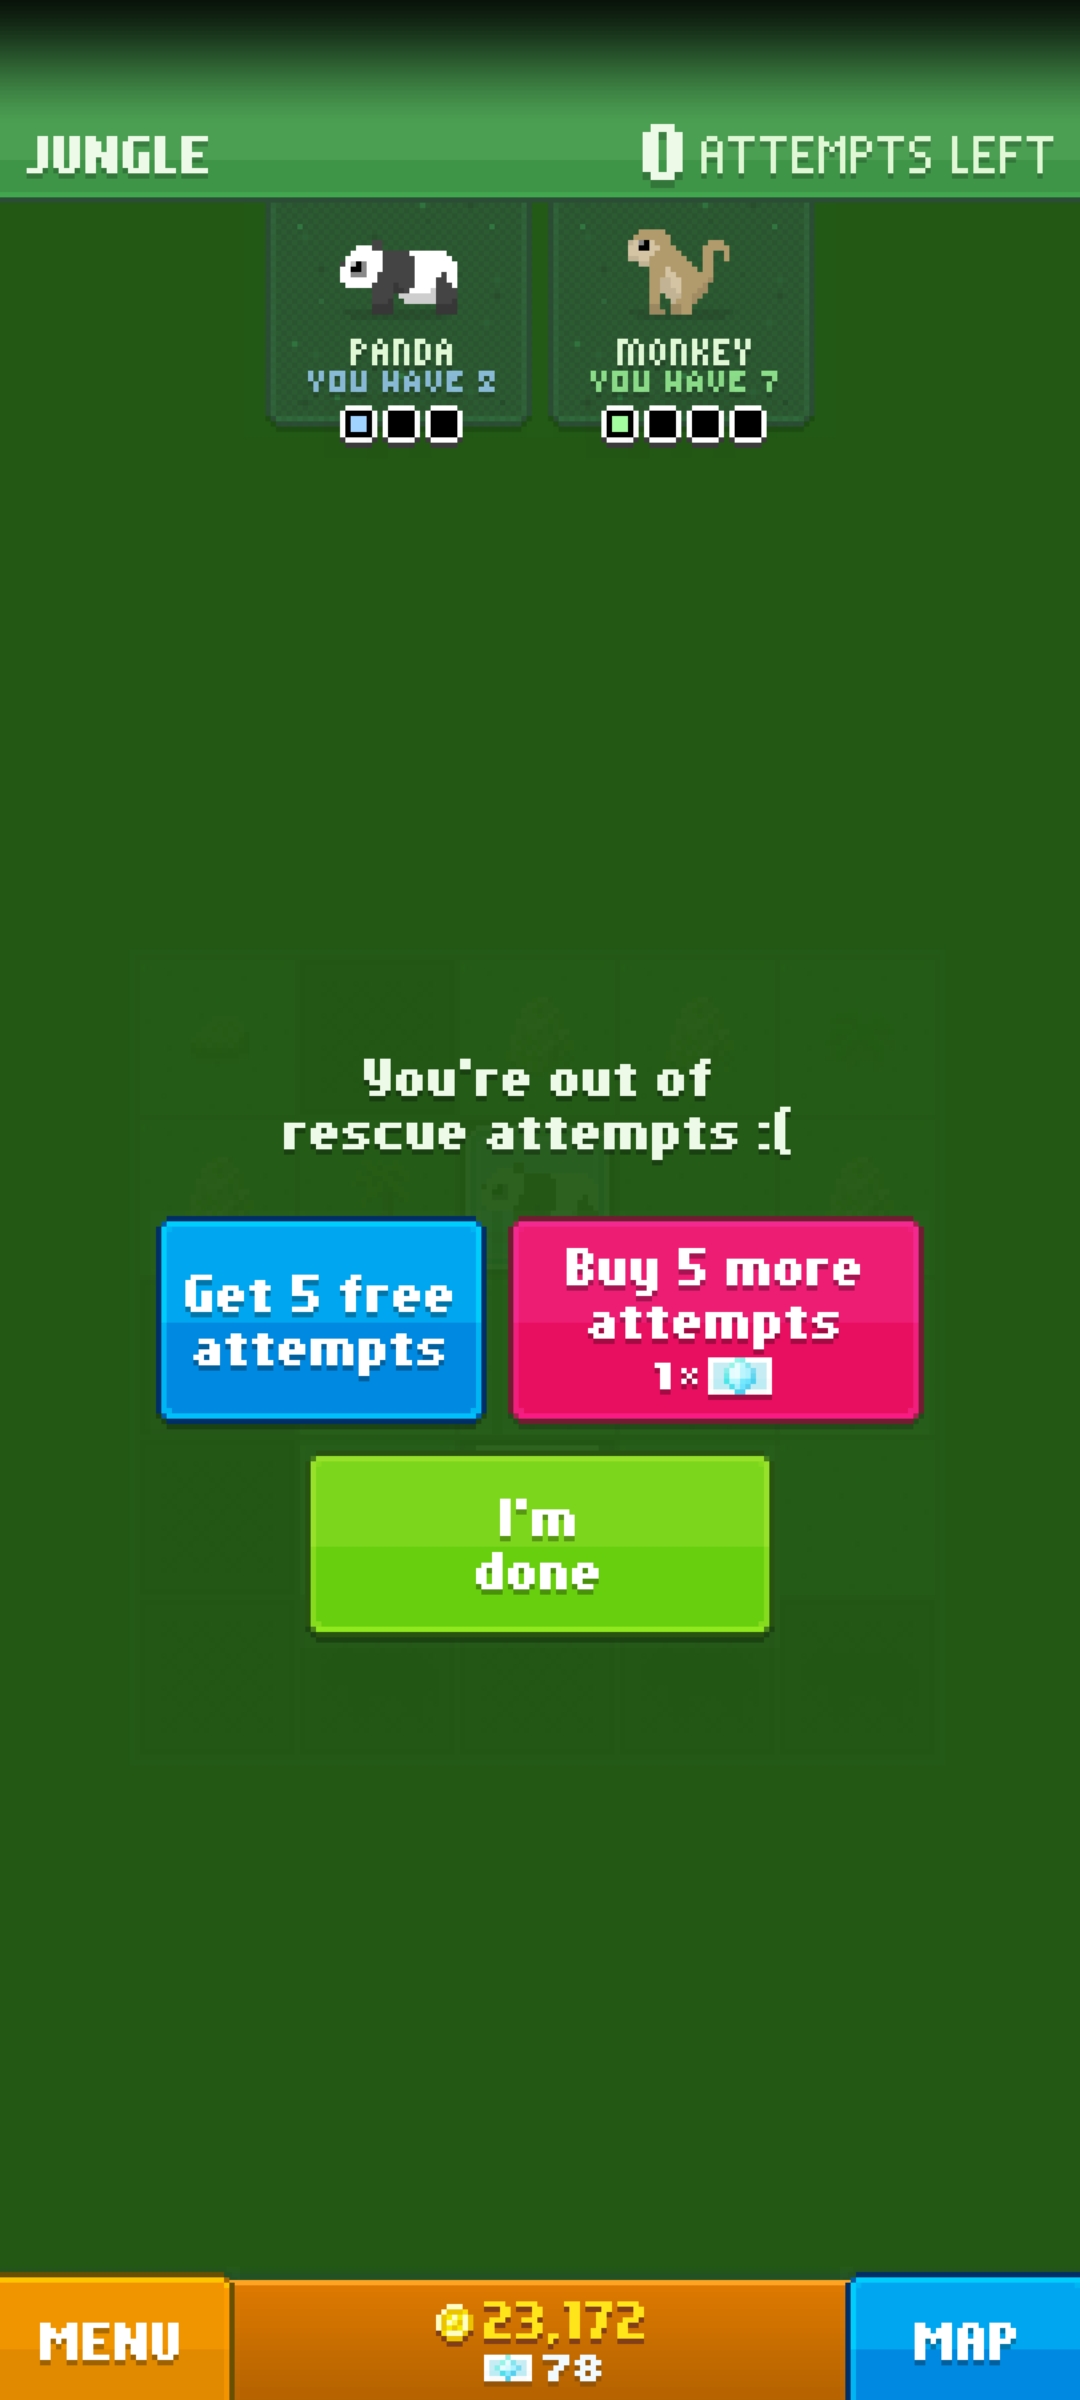 JUNGLE
0 ATTEMPTS LEFT
PANDA
YOU HAVE 2
MONKEY
YOU HAVE 7
You're out of
rescue attempts :(
Get 5 free
attempts
Buy 5 more
attempts
1×
I'm
done
MENU
23,172
78
MAP